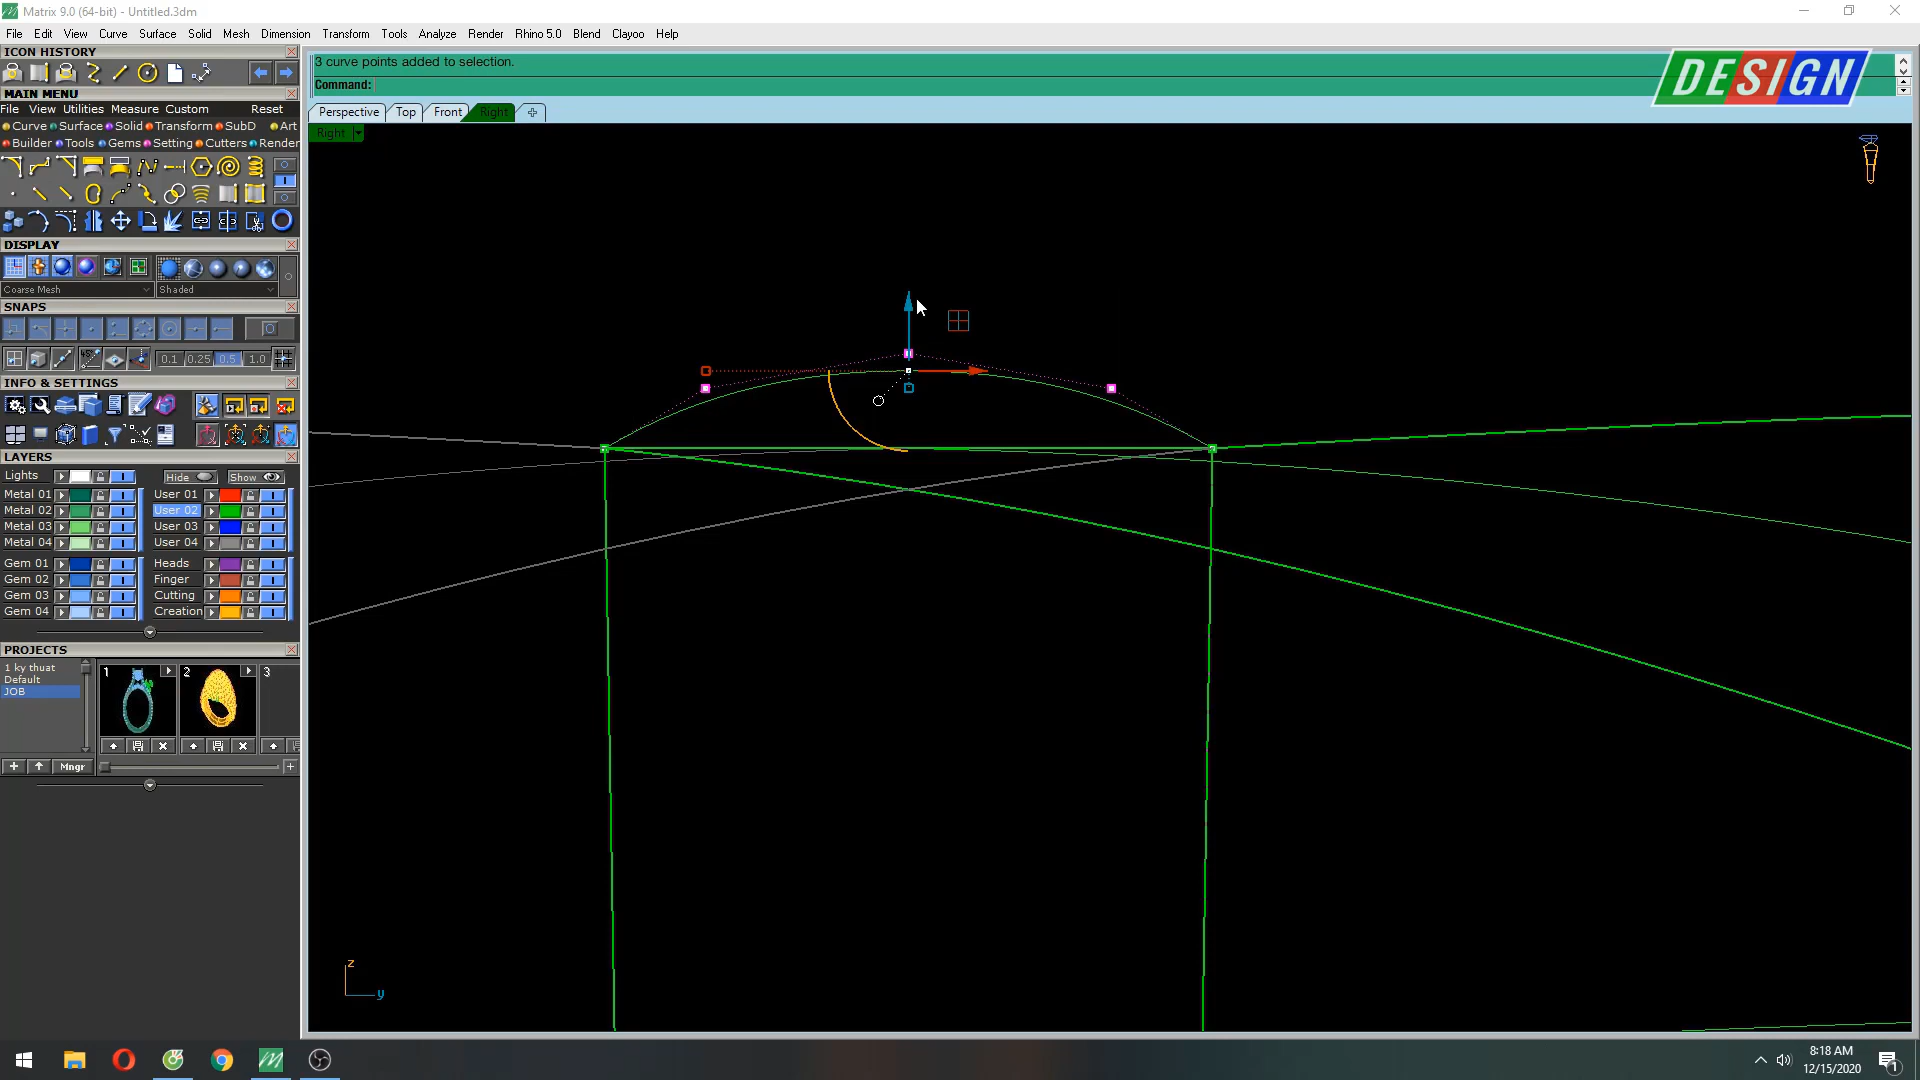 Matrix 9.0 (64-bit) - Untitled.3dm
File Edit View Curve Surface Solid Mesh Dimension Transform Tools Analyze Render Rhino 5.0 Blend Clayoo Help
ICON HISTORY
3 curve points added to selection.
Command:
DESIGN
MAIN MENU
File View Utilities Measure Custom Reset
Curve Surface Solid Transform SubD Art
Builder Tools Gems Setting Cutters Render
Perspective Top Front Right
Right
DISPLAY
Coarse Mesh Shaded
SNAPS
0.1 0.25 0.5 1.0
INFO & SETTINGS
LAYERS
Lights Hide Show
Metal 01 User 01
Metal 02 User 02
Metal 03 User 03
Metal 04 User 04
Gem 01 Heads
Gem 02 Finger
Gem 03 Cutting
Gem 04 Creation
PROJECTS
1 ky thuat
Default
JOB
1 2 3
Mngr
z
y
8:18 AM
12/15/2020
1